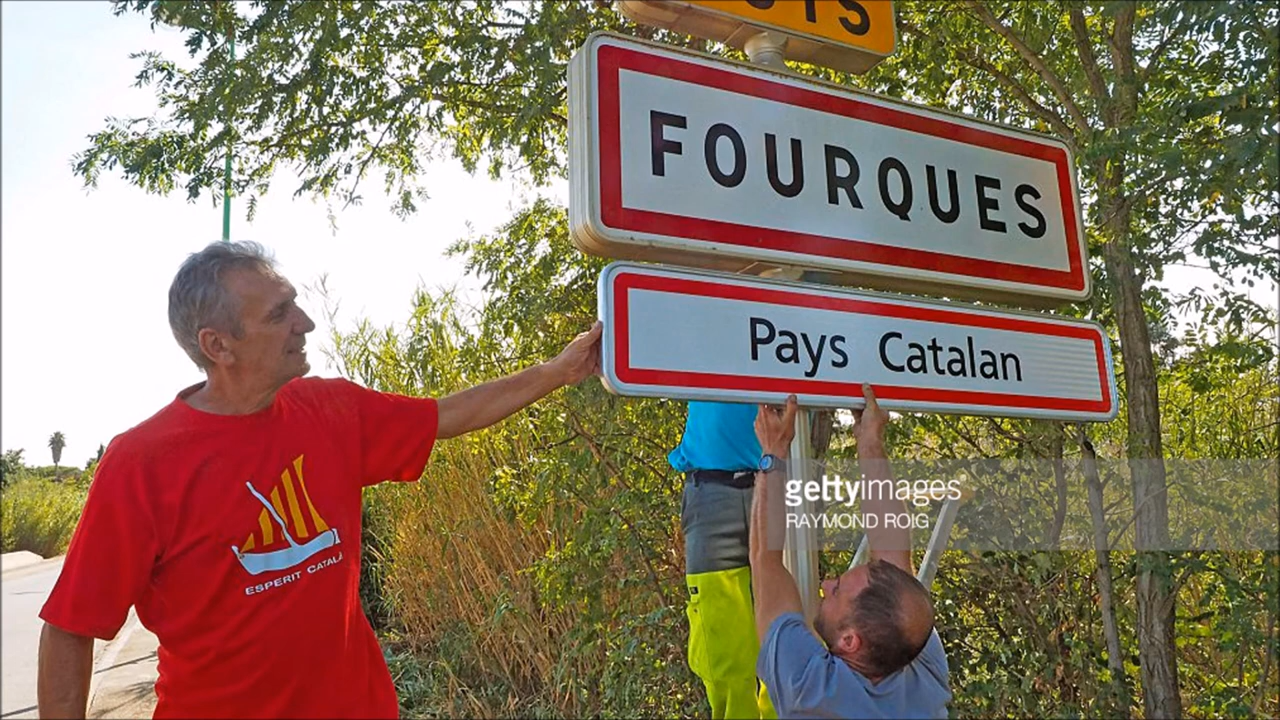 FOURQUES
Pays Catalan
ESPERIT CATALÀ
gettyimages
RAYMOND ROIG